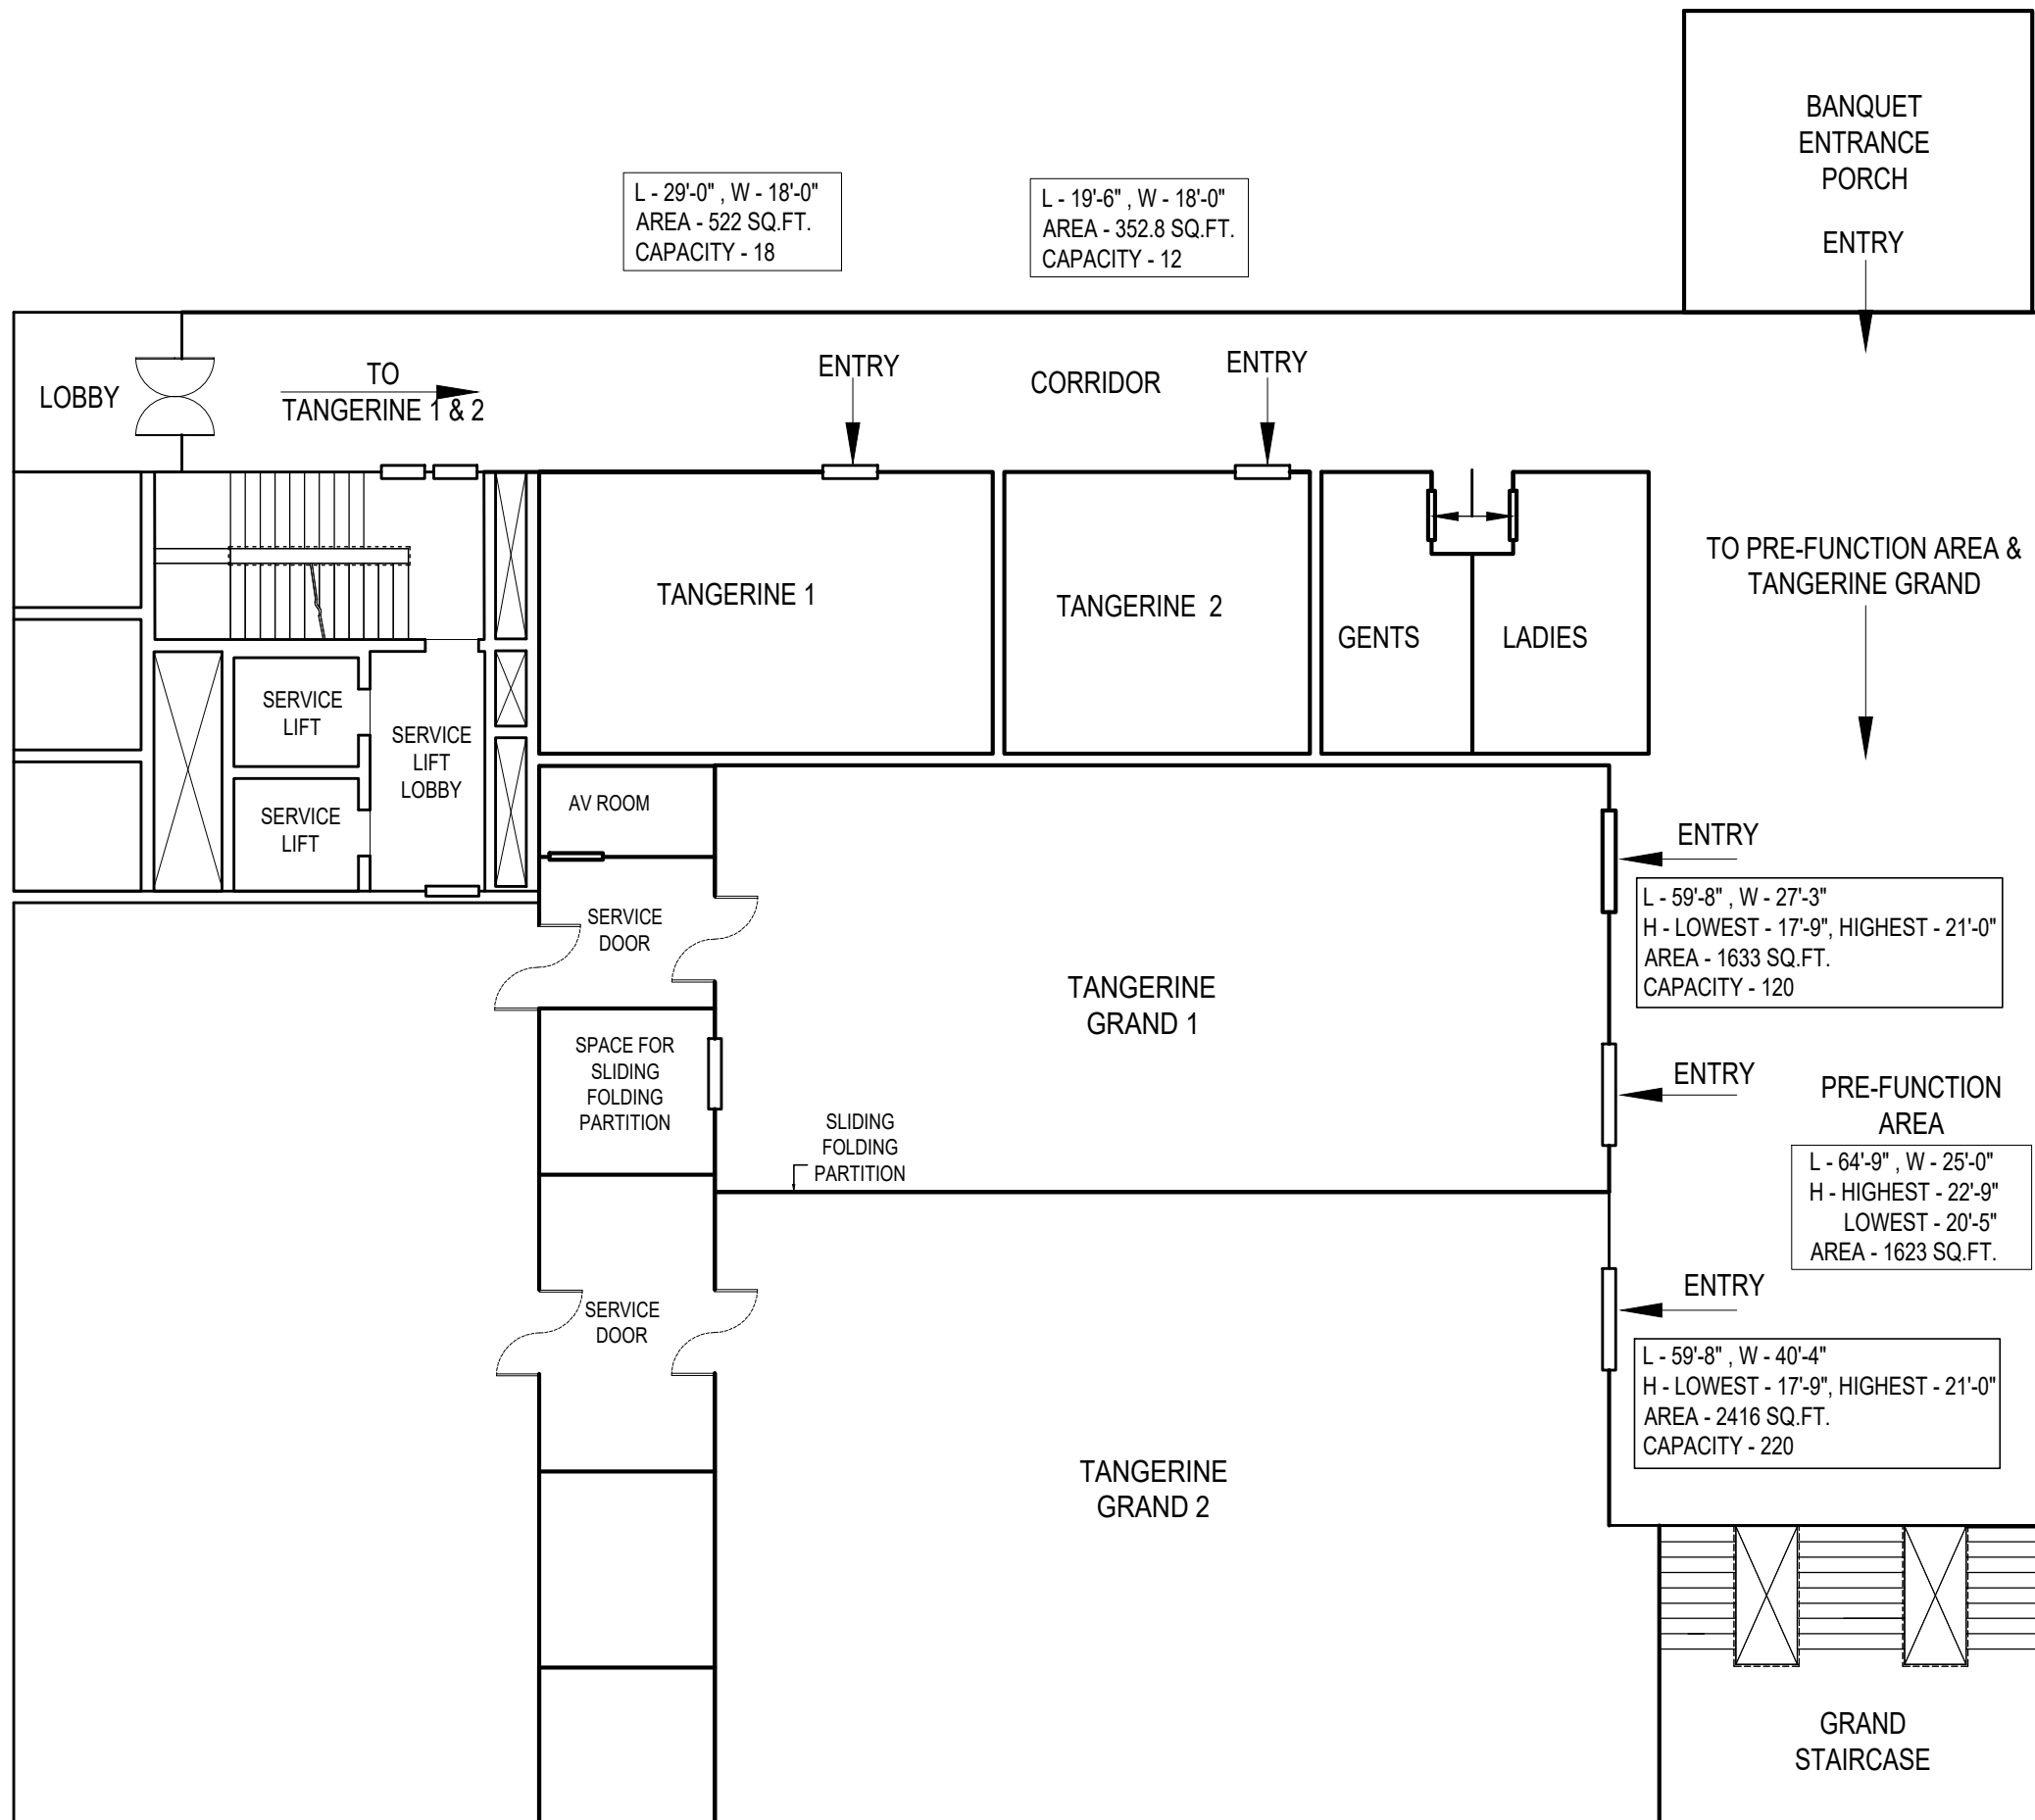 BANQUET
ENTRANCE
PORCH
ENTRY
L - 29'-0" , W - 18'-0"
AREA - 522 SQ.FT.
CAPACITY - 18
L - 19'-6" , W - 18'-0"
AREA - 352.8 SQ.FT.
CAPACITY - 12
LOBBY
TO
TANGERINE 1 & 2
ENTRY
CORRIDOR
ENTRY
TO PRE-FUNCTION AREA &
TANGERINE GRAND
TANGERINE 1
TANGERINE 2
GENTS
LADIES
SERVICE
LIFT
SERVICE
LIFT
LOBBY
SERVICE
LIFT
AV ROOM
ENTRY
L - 59'-8" , W - 27'-3"
H - LOWEST - 17'-9", HIGHEST - 21'-0"
AREA - 1633 SQ.FT.
CAPACITY - 120
SERVICE
DOOR
TANGERINE
GRAND 1
SPACE FOR
SLIDING
FOLDING
PARTITION
SLIDING
FOLDING
PARTITION
ENTRY
PRE-FUNCTION
AREA
L - 64'-9" , W - 25'-0"
H - HIGHEST - 22'-9"
LOWEST - 20'-5"
AREA - 1623 SQ.FT.
ENTRY
SERVICE
DOOR
L - 59'-8" , W - 40'-4"
H - LOWEST - 17'-9", HIGHEST - 21'-0"
AREA - 2416 SQ.FT.
CAPACITY - 220
TANGERINE
GRAND 2
GRAND
STAIRCASE